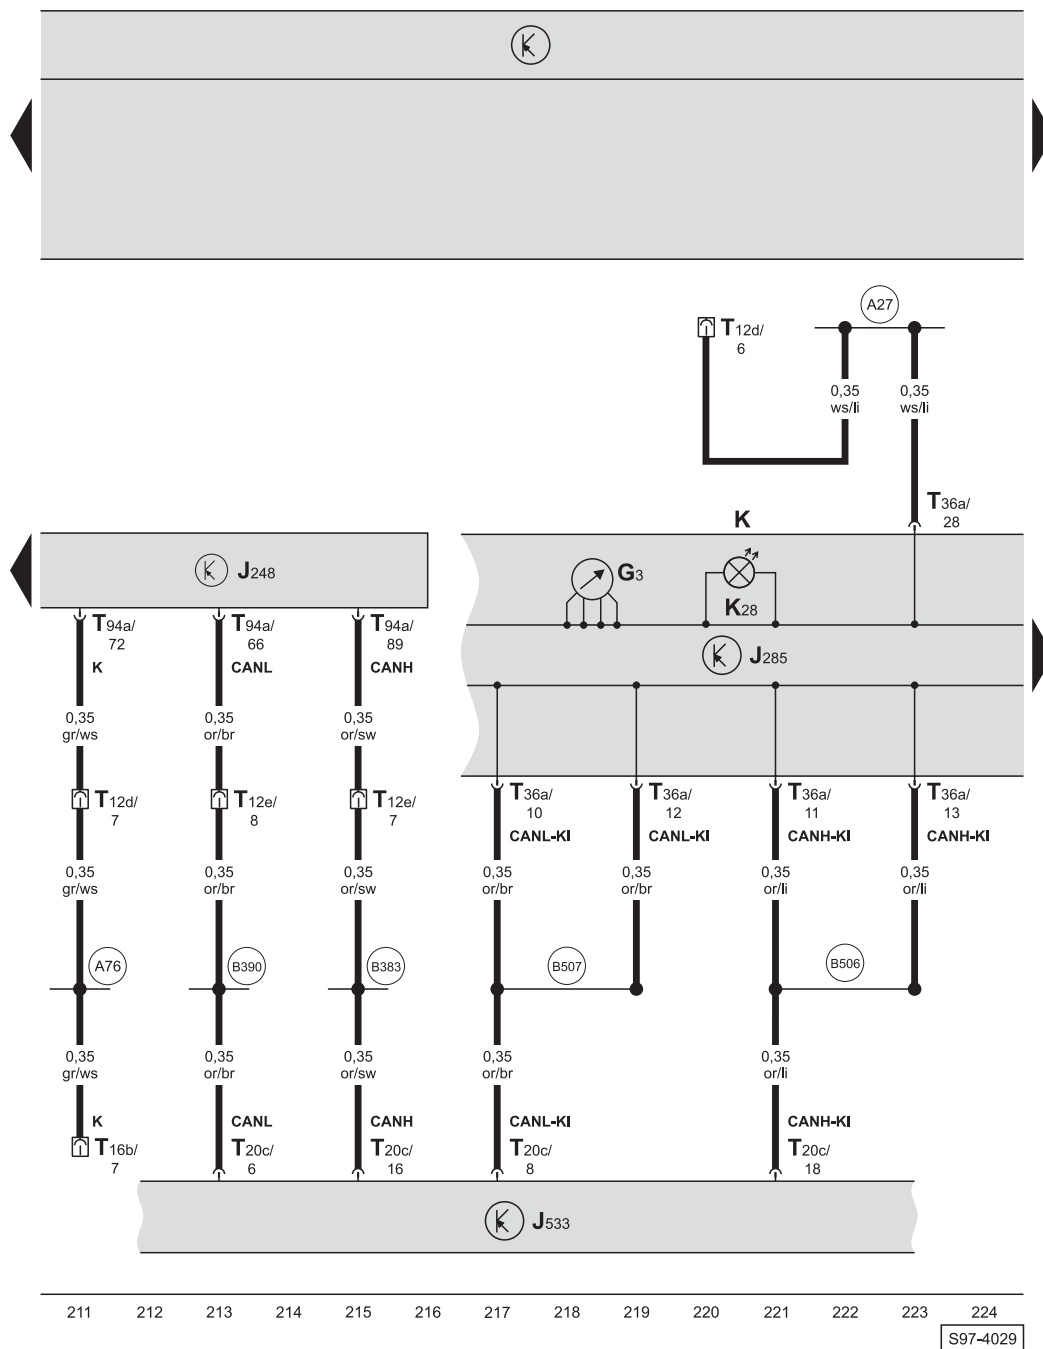 A27
T12d/
6
0,35
ws/li
0,35
ws/li
T36a/
28
K
J248
G3
K28
J285
T94a/
72
K
T94a/
66
CANL
T94a/
89
CANH
0,35
gr/ws
0,35
or/br
0,35
or/sw
T12d/
7
T12e/
8
T12e/
7
T36a/
10
CANL-KI
T36a/
12
CANL-KI
T36a/
11
CANH-KI
T36a/
13
CANH-KI
0,35
gr/ws
0,35
or/br
0,35
or/sw
0,35
or/br
0,35
or/br
0,35
or/li
0,35
or/li
A76
B390
B383
B507
B506
0,35
gr/ws
0,35
or/br
0,35
or/sw
0,35
or/br
0,35
or/li
K
T16b/
7
CANL
T20c/
6
CANH
T20c/
16
CANL-KI
T20c/
8
CANH-KI
T20c/
18
J533
211 212 213 214 215 216 217 218 219 220 221 222 223 224
S97-4029